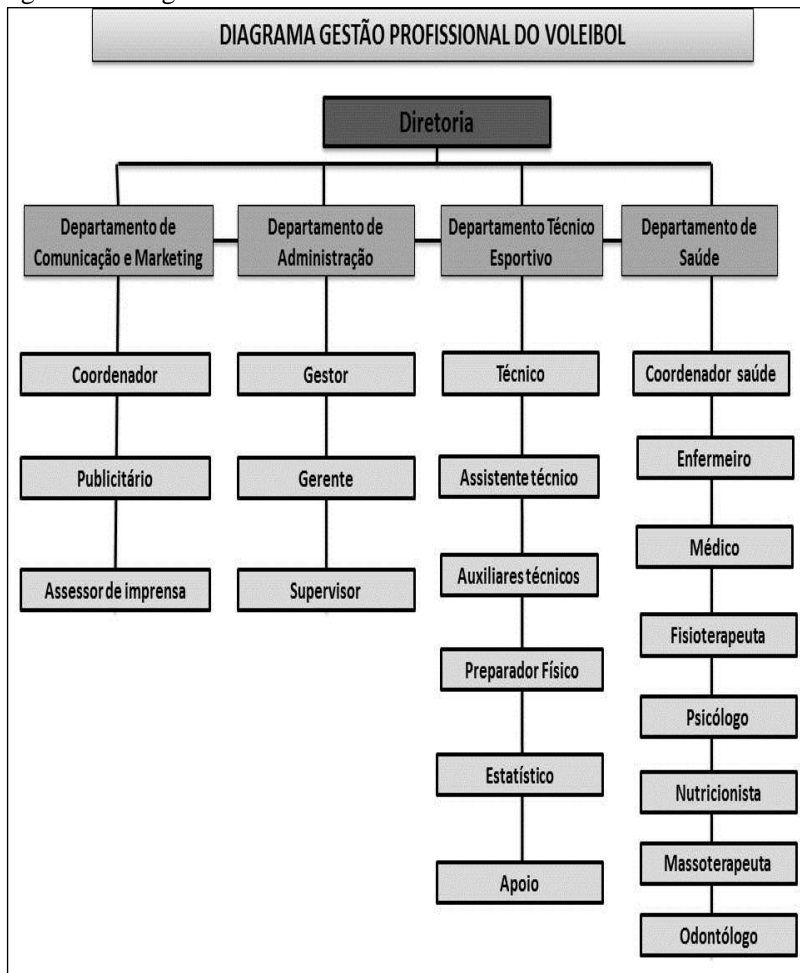 DIAGRAMA GESTÃO PROFISSIONAL DO VOLEIBOL
Diretoria
Departamento de
Comunicação e Marketing
Departamento de
Administração
Departamento Técnico
Esportivo
Departamento de
Saúde
Coordenador
Publicitário
Assessor de imprensa
Gestor
Gerente
Supervisor
Técnico
Assistente técnico
Auxiliares técnicos
Preparador Físico
Estatístico
Apoio
Coordenador saúde
Enfermeiro
Médico
Fisioterapeuta
Psicólogo
Nutricionista
Massoterapeuta
Odontólogo